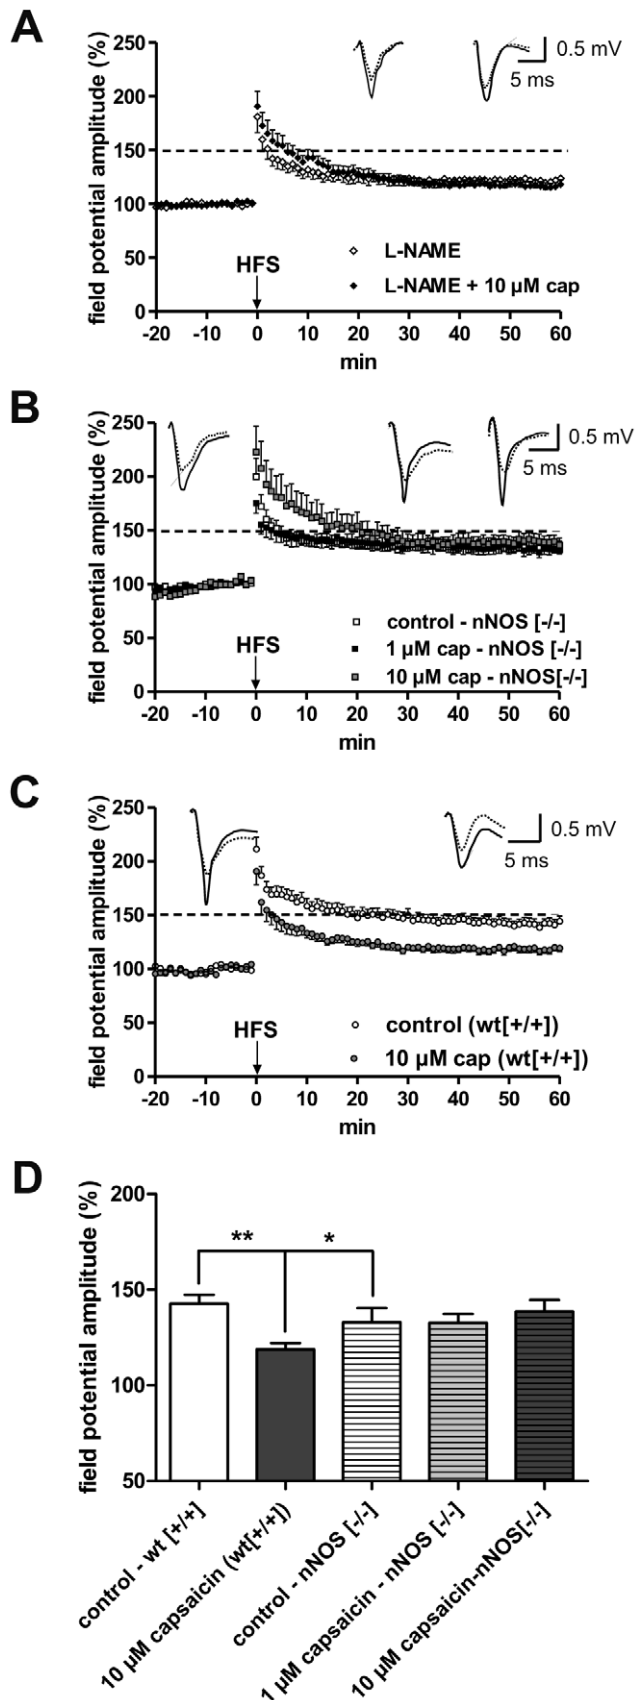 A
field potential amplitude (%)
250
200
150
100
50
0
0.5 mV
5 ms
HFS
L-NAME
L-NAME + 10 µM cap
-20 -10 0 10 20 30 40 50 60
min
B
field potential amplitude (%)
250
200
150
100
50
0
0.5 mV
5 ms
HFS
control - nNOS [-/-]
1 µM cap - nNOS [-/-]
10 µM cap - nNOS[-/-]
-20 -10 0 10 20 30 40 50 60
min
C
field potential amplitude (%)
250
200
150
100
50
0
0.5 mV
5 ms
HFS
control (wt[+/+])
10 µM cap (wt[+/+])
-20 -10 0 10 20 30 40 50 60
min
D
field potential amplitude (%)
200
150
100
50
** *
control - wt [+/+]
10 µM capsaicin (wt[+/+])
control - nNOS [-/-]
1 µM capsaicin - nNOS [-/-]
10 µM capsaicin-nNOS[-/-]